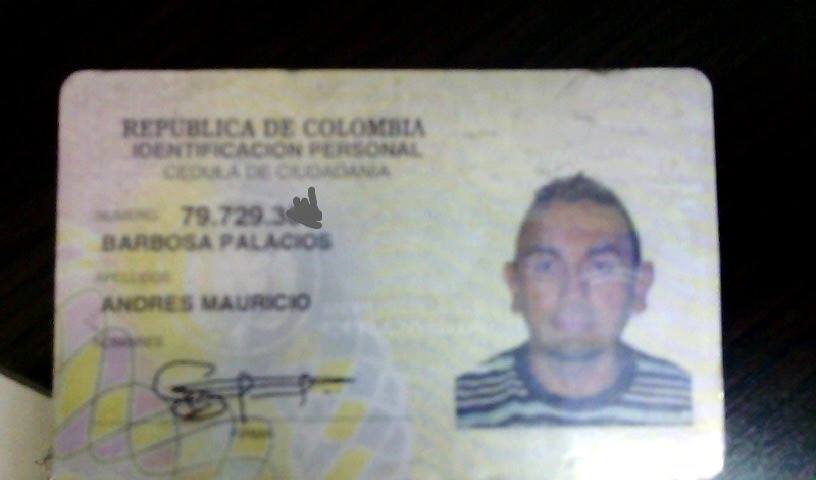 REPUBLICA DE COLOMBIA
IDENTIFICACION PERSONAL
CEDULA DE CIUDADANIA
NUMERO 79.729.3
BARBOSA PALACIOS
APELLIDOS
ANDRES MAURICIO
NOMBRES
FIRMA